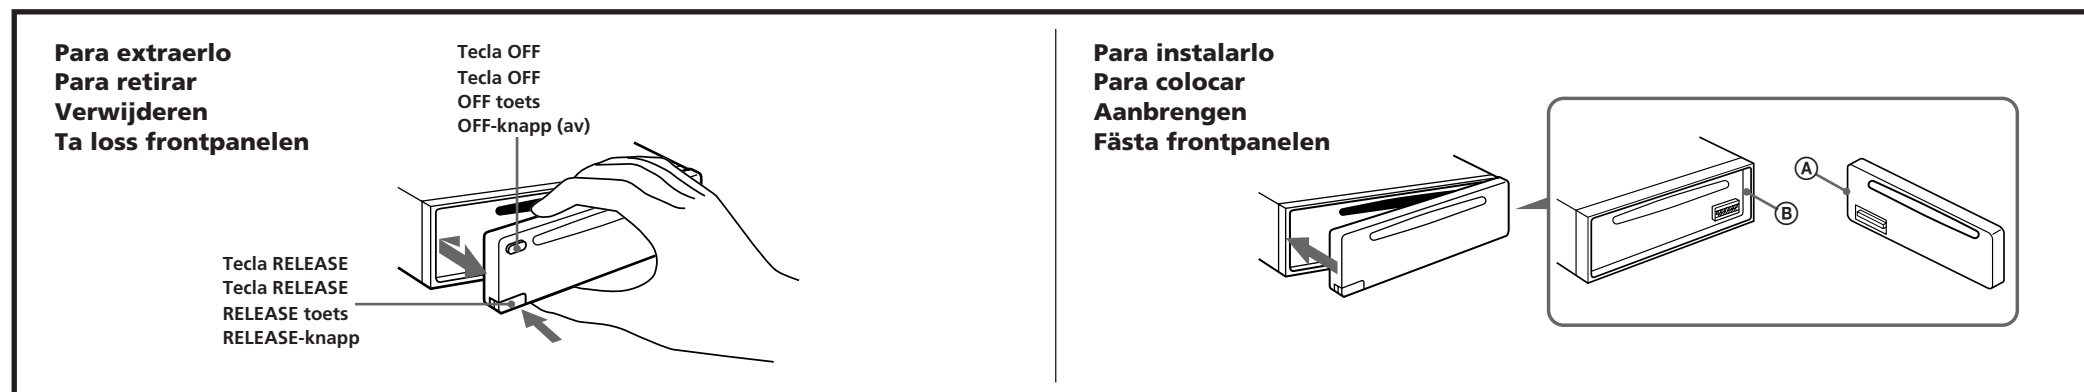 Para extraerlo
Para retirar
Verwijderen
Ta loss frontpanelen
Tecla OFF
Tecla OFF
OFF toets
OFF-knapp (av)
Tecla RELEASE
Tecla RELEASE
RELEASE toets
RELEASE-knapp
Para instalarlo
Para colocar
Aanbrengen
Fästa frontpanelen
A
B